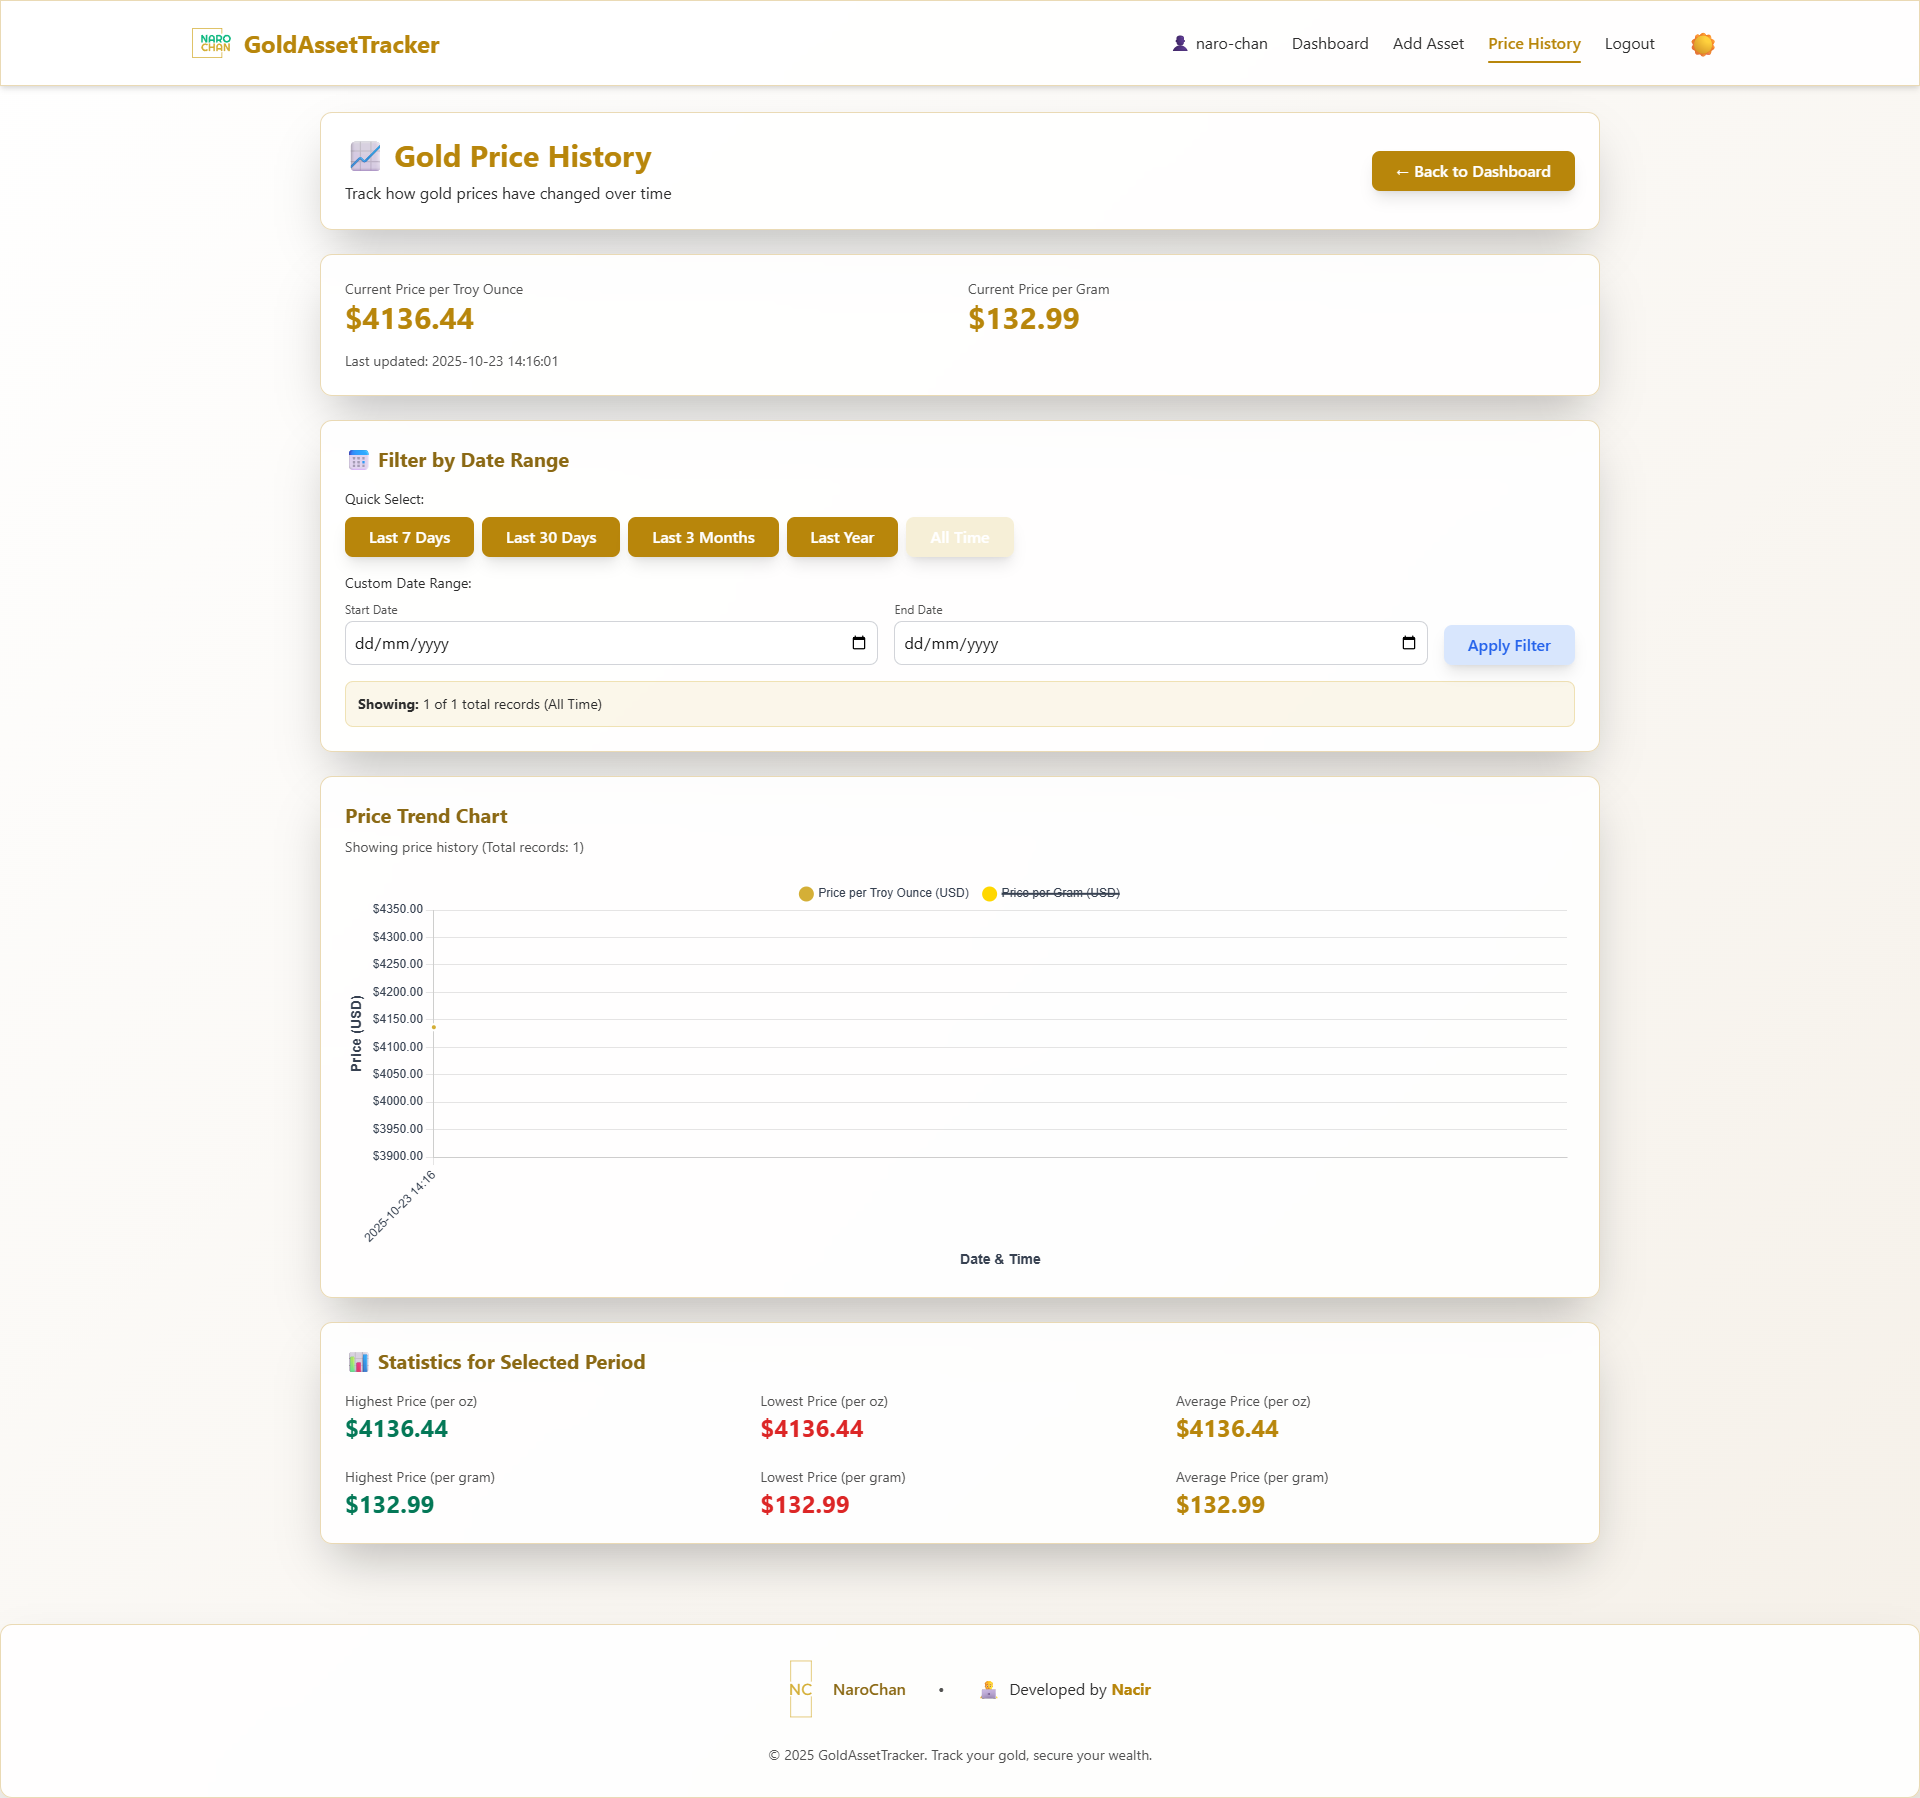 NARO
CHAN
GoldAssetTracker
naro-chan
Dashboard
Add Asset
Price History
Logout
Gold Price History
Track how gold prices have changed over time
← Back to Dashboard
Current Price per Troy Ounce
$4136.44
Current Price per Gram
$132.99
Last updated: 2025-10-23 14:16:01
Filter by Date Range
Quick Select:
Last 7 Days
Last 30 Days
Last 3 Months
Last Year
All Time
Custom Date Range:
Start Date
dd/mm/yyyy
End Date
dd/mm/yyyy
Apply Filter
Showing: 1 of 1 total records (All Time)
Price Trend Chart
Showing price history (Total records: 1)
Price per Troy Ounce (USD)
Price per Gram (USD)
Price (USD)
$4350.00
$4300.00
$4250.00
$4200.00
$4150.00
$4100.00
$4050.00
$4000.00
$3950.00
$3900.00
2025-10-23 14:16
Date & Time
Statistics for Selected Period
Highest Price (per oz)
$4136.44
Lowest Price (per oz)
$4136.44
Average Price (per oz)
$4136.44
Highest Price (per gram)
$132.99
Lowest Price (per gram)
$132.99
Average Price (per gram)
$132.99
NC
NaroChan
•
Developed by Nacir
© 2025 GoldAssetTracker. Track your gold, secure your wealth.